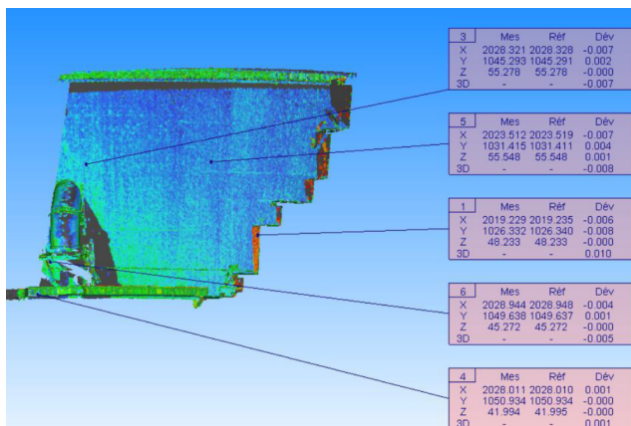 3 Mes Réf Dév
X 2028.321 2028.328 -0.007
Y 1045.293 1045.291 0.002
Z 55.278 55.278 -0.000
3D - - -0.007
5 Mes Réf Dév
X 2023.512 2023.519 -0.007
Y 1031.415 1031.411 0.004
Z 55.548 55.548 0.001
3D - - -0.008
1 Mes Réf Dév
X 2019.229 2019.235 -0.006
Y 1026.332 1026.340 -0.008
Z 48.233 48.233 -0.000
3D - - 0.010
6 Mes Réf Dév
X 2028.944 2028.948 -0.004
Y 1049.638 1049.637 0.001
Z 45.272 45.272 -0.000
3D - - -0.005
4 Mes Réf Dév
X 2028.011 2028.010 0.001
Y 1050.934 1050.934 -0.000
Z 41.994 41.995 -0.000
3D - - 0.001